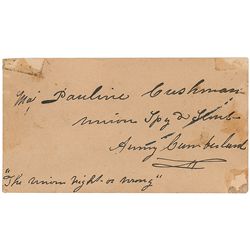 Maj Pauline Cushman
Union Spy & Scout
Army Cumberland
"The Union right or wrong"